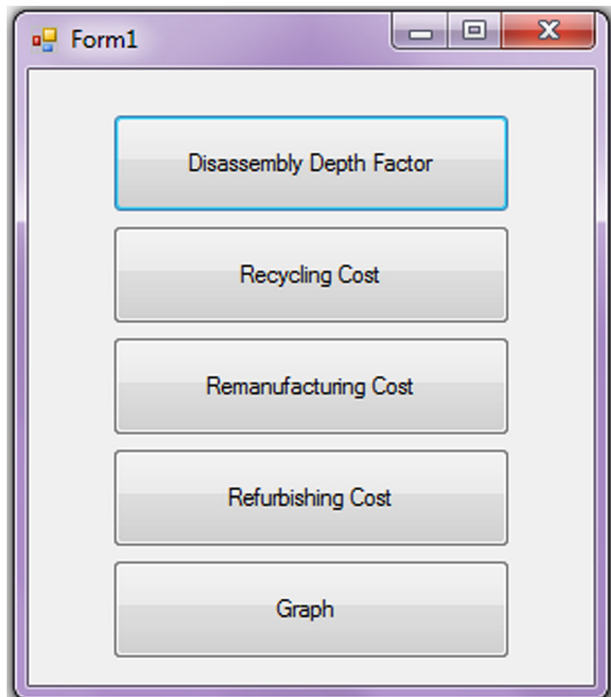 Form1
Disassembly Depth Factor
Recycling Cost
Remanufacturing Cost
Refurbishing Cost
Graph